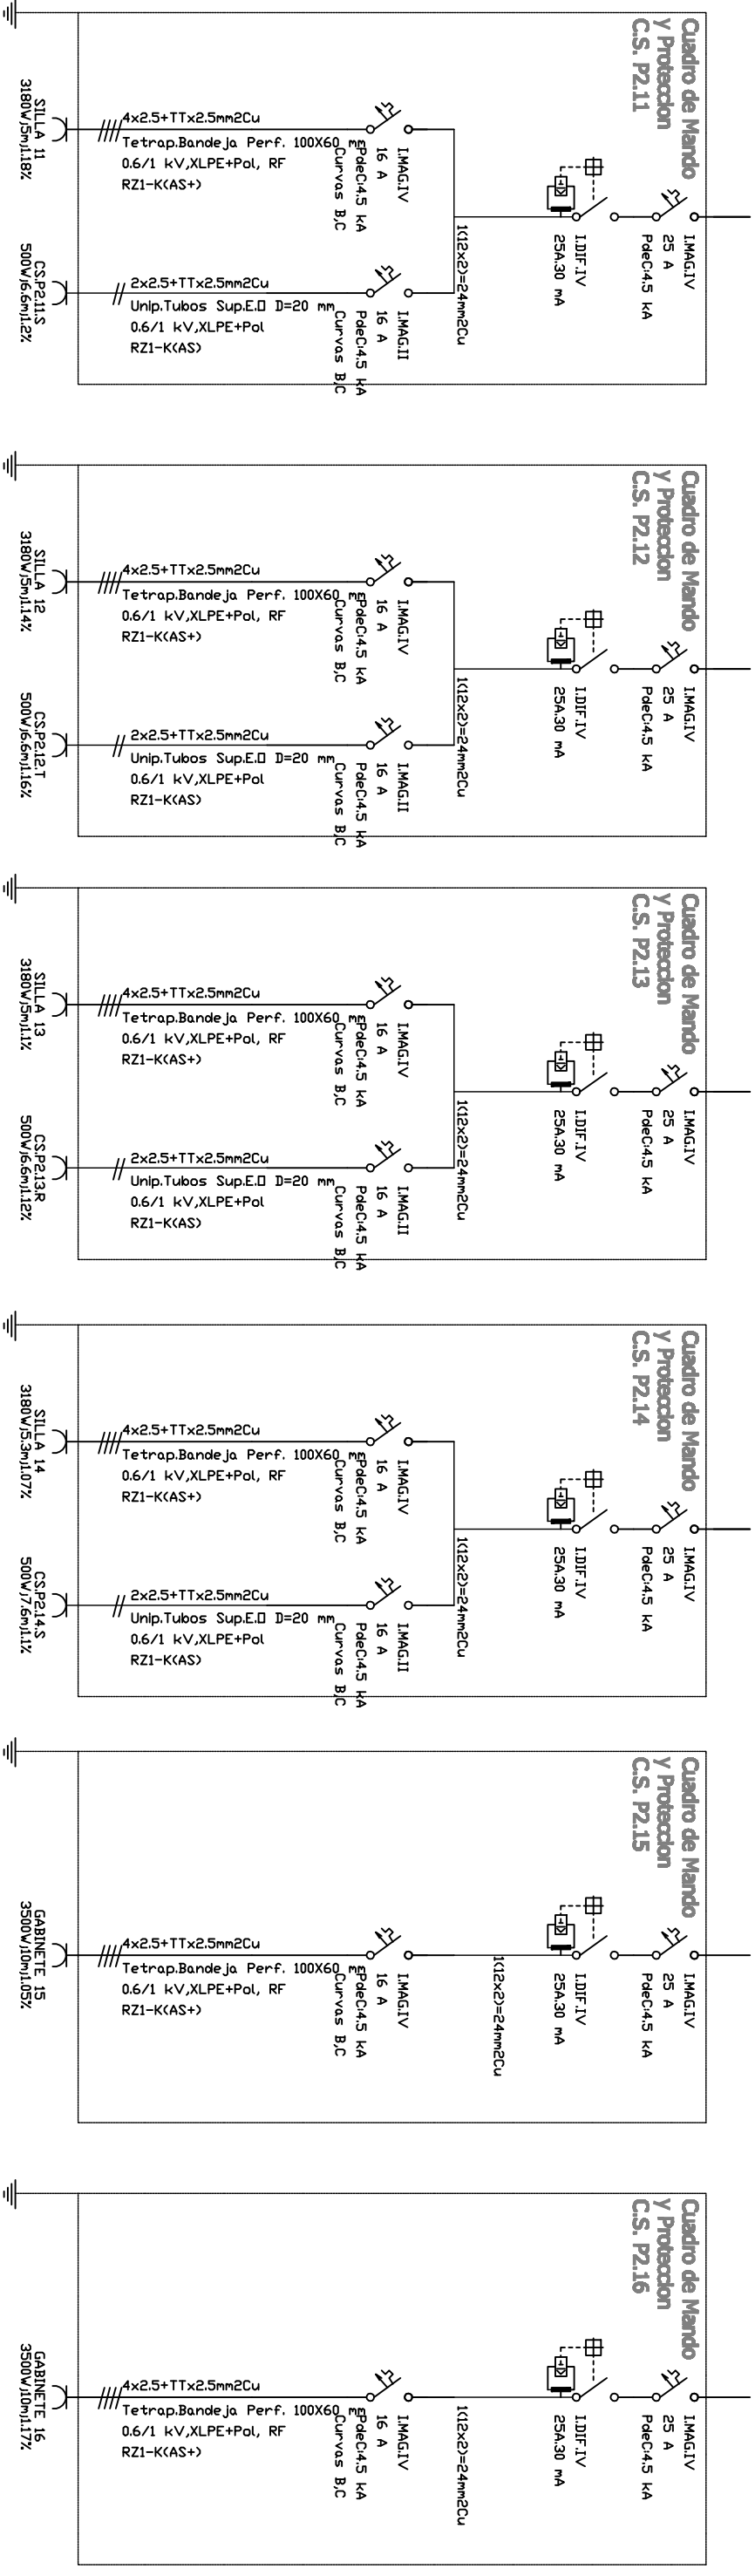 Cuadro de Mando
y Proteccion
C.S. P2.11
I.MAG.IV
25 A
PdeC:4.5 kA
I.DIF.IV
25A.30 mA
1(12x2)=24mm2Cu
I.MAG.IV
16 A
PdeC:4.5 kA
Curvas B,C
4x2.5+TTx2.5mm2Cu
Tetrap.Bandeja Perf. 100X60 m
0.6/1 kV,XLPE+Pol, RF
RZ1-K(AS+)
SILLA 11
3180W;5m;1.18%
I.MAG.II
16 A
PdeC:4.5 kA
Curvas B,C
2x2.5+TTx2.5mm2Cu
Unip.Tubos Sup.E.O D=20 mm
0.6/1 kV,XLPE+Pol
RZ1-K(AS)
CS.P2.11.S
500W;6.6m;1.2%
Cuadro de Mando
y Proteccion
C.S. P2.12
I.MAG.IV
25 A
PdeC:4.5 kA
I.DIF.IV
25A.30 mA
1(12x2)=24mm2Cu
I.MAG.IV
16 A
PdeC:4.5 kA
Curvas B,C
4x2.5+TTx2.5mm2Cu
Tetrap.Bandeja Perf. 100X60 m
0.6/1 kV,XLPE+Pol, RF
RZ1-K(AS+)
SILLA 12
3180W;5m;1.14%
I.MAG.II
16 A
PdeC:4.5 kA
Curvas B,C
2x2.5+TTx2.5mm2Cu
Unip.Tubos Sup.E.O D=20 mm
0.6/1 kV,XLPE+Pol
RZ1-K(AS)
CS.P2.12.T
500W;6.6m;1.16%
Cuadro de Mando
y Proteccion
C.S. P2.13
I.MAG.IV
25 A
PdeC:4.5 kA
I.DIF.IV
25A.30 mA
1(12x2)=24mm2Cu
I.MAG.IV
16 A
PdeC:4.5 kA
Curvas B,C
4x2.5+TTx2.5mm2Cu
Tetrap.Bandeja Perf. 100X60 m
0.6/1 kV,XLPE+Pol, RF
RZ1-K(AS+)
SILLA 13
3180W;5m;1.1%
I.MAG.II
16 A
PdeC:4.5 kA
Curvas B,C
2x2.5+TTx2.5mm2Cu
Unip.Tubos Sup.E.O D=20 mm
0.6/1 kV,XLPE+Pol
RZ1-K(AS)
CS.P2.13.R
500W;6.6m;1.12%
Cuadro de Mando
y Proteccion
C.S. P2.14
I.MAG.IV
25 A
PdeC:4.5 kA
I.DIF.IV
25A.30 mA
1(12x2)=24mm2Cu
I.MAG.IV
16 A
PdeC:4.5 kA
Curvas B,C
4x2.5+TTx2.5mm2Cu
Tetrap.Bandeja Perf. 100X60 m
0.6/1 kV,XLPE+Pol, RF
RZ1-K(AS+)
SILLA 14
3180W;5.3m;1.07%
I.MAG.II
16 A
PdeC:4.5 kA
Curvas B,C
2x2.5+TTx2.5mm2Cu
Unip.Tubos Sup.E.O D=20 mm
0.6/1 kV,XLPE+Pol
RZ1-K(AS)
CS.P2.14.S
500W;7.6m;1.1%
Cuadro de Mando
y Proteccion
C.S. P2.15
I.MAG.IV
25 A
PdeC:4.5 kA
I.DIF.IV
25A.30 mA
1(12x2)=24mm2Cu
I.MAG.IV
16 A
PdeC:4.5 kA
Curvas B,C
4x2.5+TTx2.5mm2Cu
Tetrap.Bandeja Perf. 100X60 m
0.6/1 kV,XLPE+Pol, RF
RZ1-K(AS+)
GABINETE 15
3500W;10m;1.05%
Cuadro de Mando
y Proteccion
C.S. P2.16
I.MAG.IV
25 A
PdeC:4.5 kA
I.DIF.IV
25A.30 mA
1(12x2)=24mm2Cu
I.MAG.IV
16 A
PdeC:4.5 kA
Curvas B,C
4x2.5+TTx2.5mm2Cu
Tetrap.Bandeja Perf. 100X60 m
0.6/1 kV,XLPE+Pol, RF
RZ1-K(AS+)
GABINETE 16
3500W;10m;1.17%